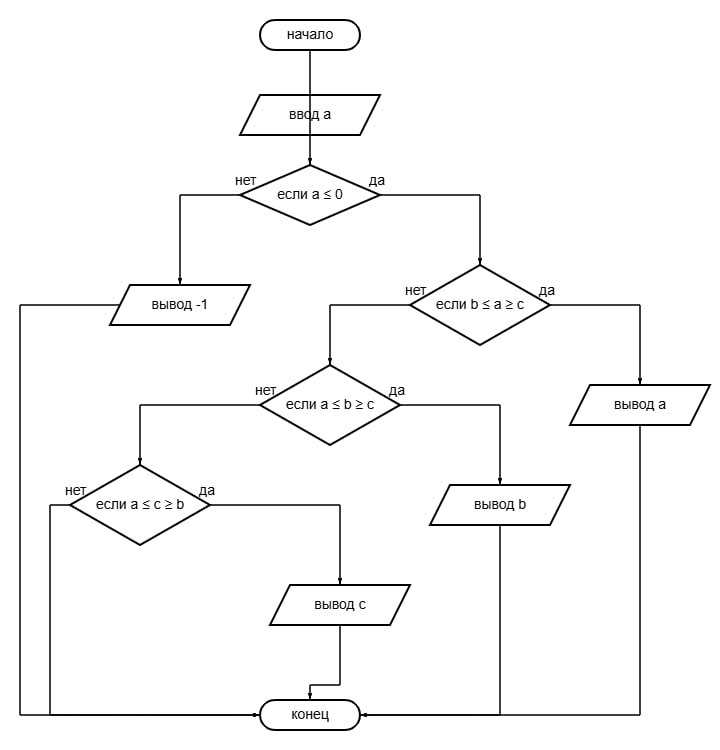 начало
ввод a
нет
да
если a ≤ 0
вывод -1
нет
да
если b ≤ a ≥ c
нет
да
если a ≤ b ≥ c
вывод a
нет
да
если a ≤ c ≥ b
вывод b
вывод c
конец